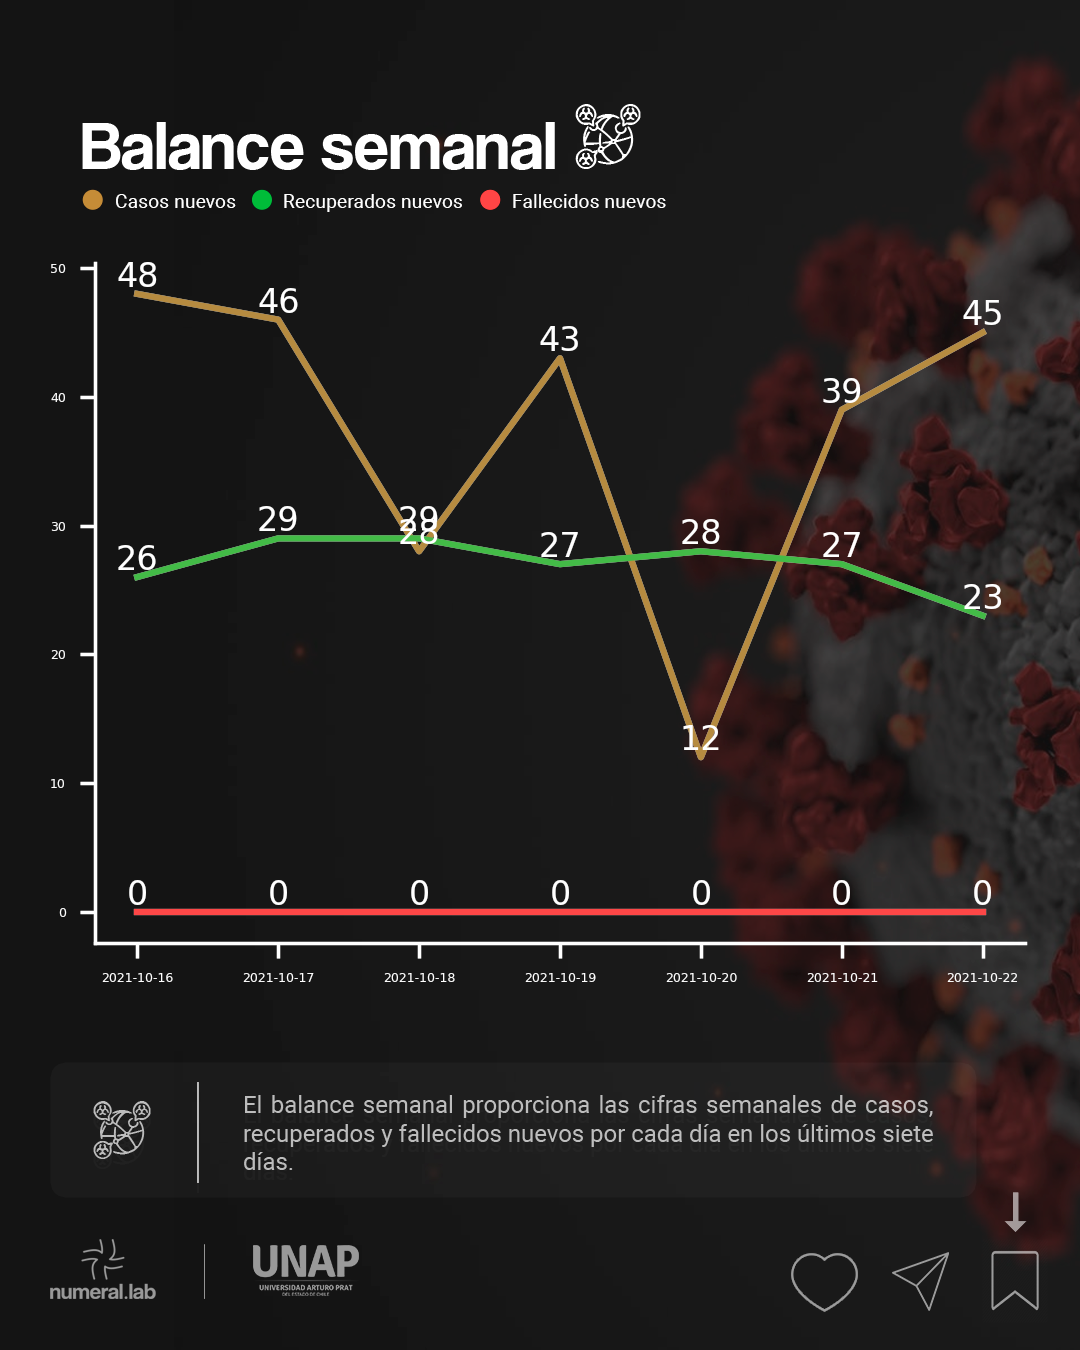 Balance semanal
Casos nuevos Recuperados nuevos Fallecidos nuevos
50
48
46
45
43
40
39
30
29
29
28
28
27
27
26
23
20
12
10
0
0 0 0 0 0 0 0
2021-10-16 2021-10-17 2021-10-18 2021-10-19 2021-10-20 2021-10-21 2021-10-22
El balance semanal proporciona las cifras semanales de casos,
recuperados y fallecidos nuevos por cada día en los últimos siete
días.
numeral.lab
UNAP
UNIVERSIDAD ARTURO PRAT
DEL ESTADO DE CHILE